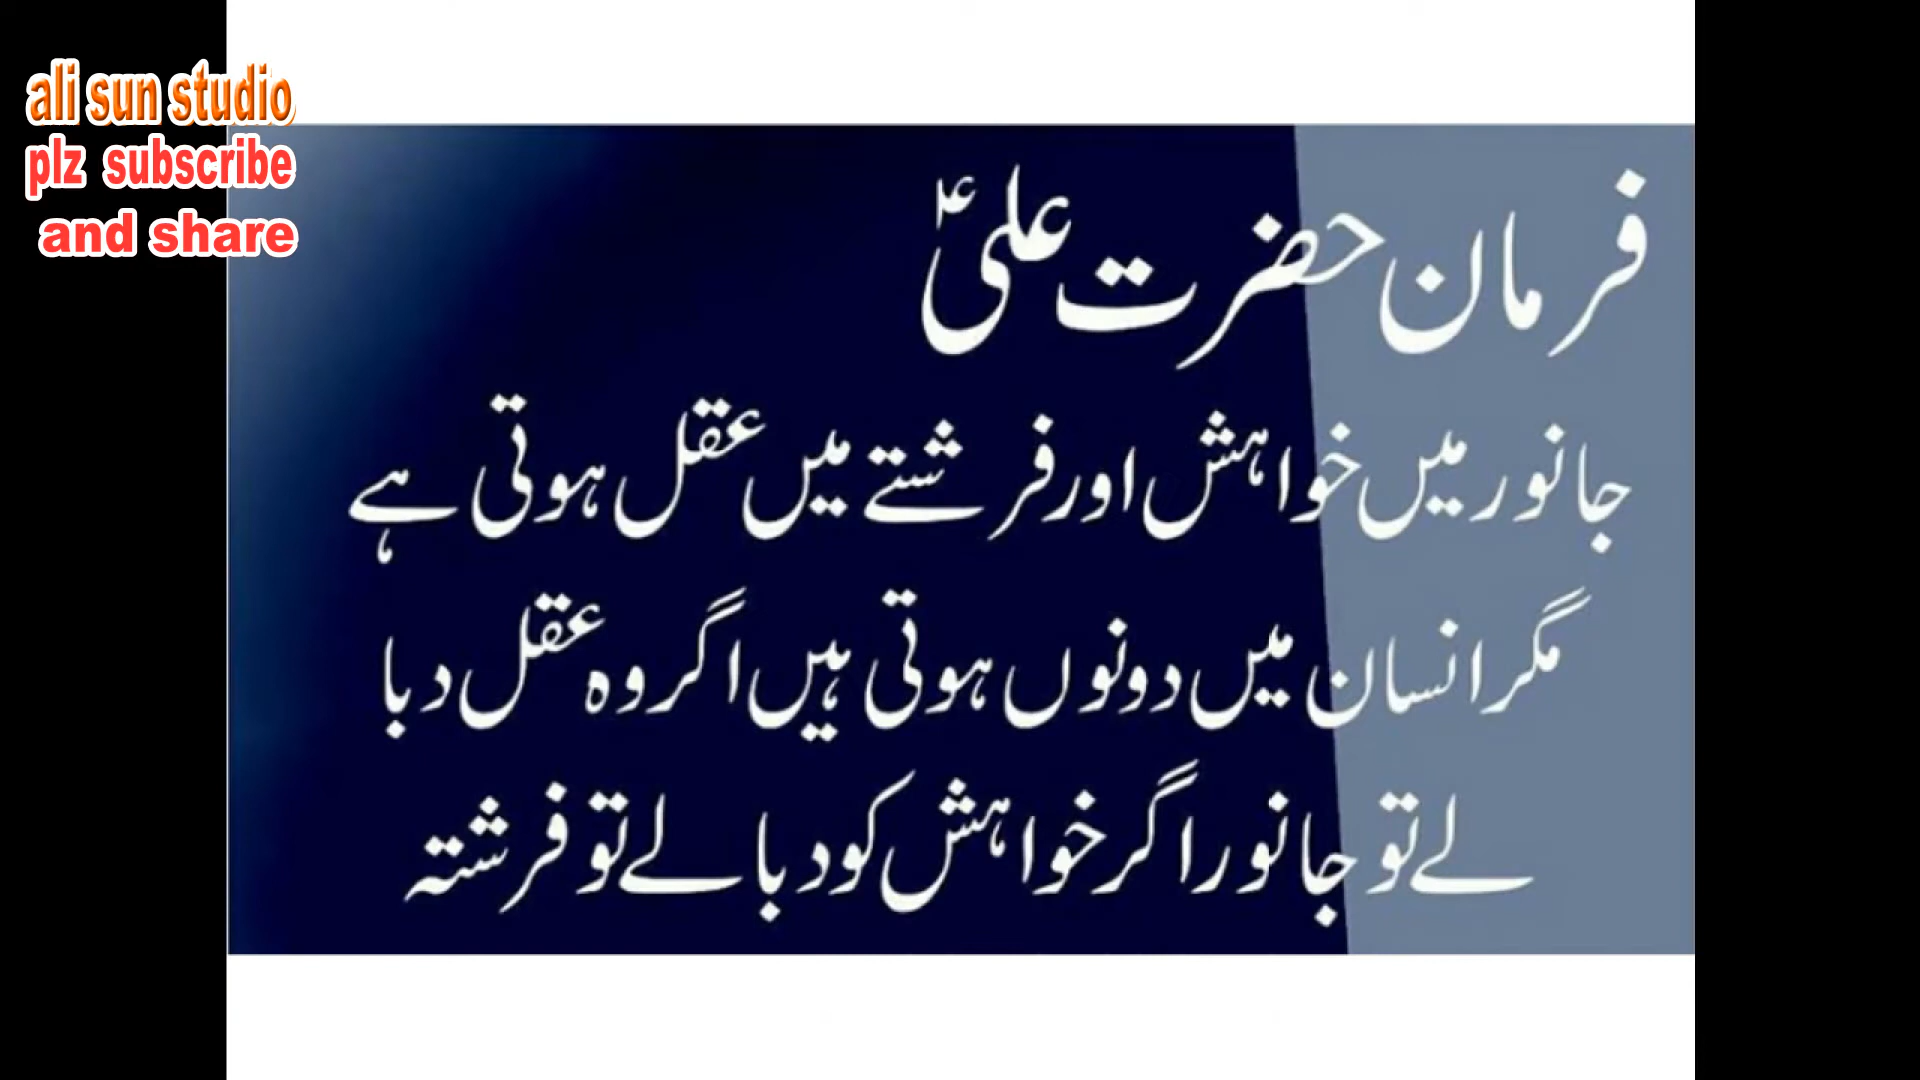 ali sun studio
plz subscribe
and share
فرمان حضرت علیؑ
جانور میں خواہش اور فرشتے میں عقل ہوتی ہے
مگر انسان میں دونوں ہوتی ہیں اگر وہ عقل دبا
لے تو جانور اگر خواہش کو دبا لے تو فرشتہ